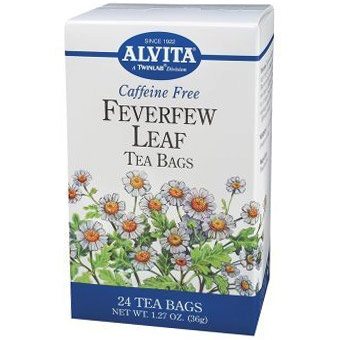 SINCE 1922
ALVITA
A TWINLAB Division
Caffeine Free
FEVERFEW
LEAF
TEA BAGS
24 TEA BAGS
NET WT. 1.27 OZ. (36g)